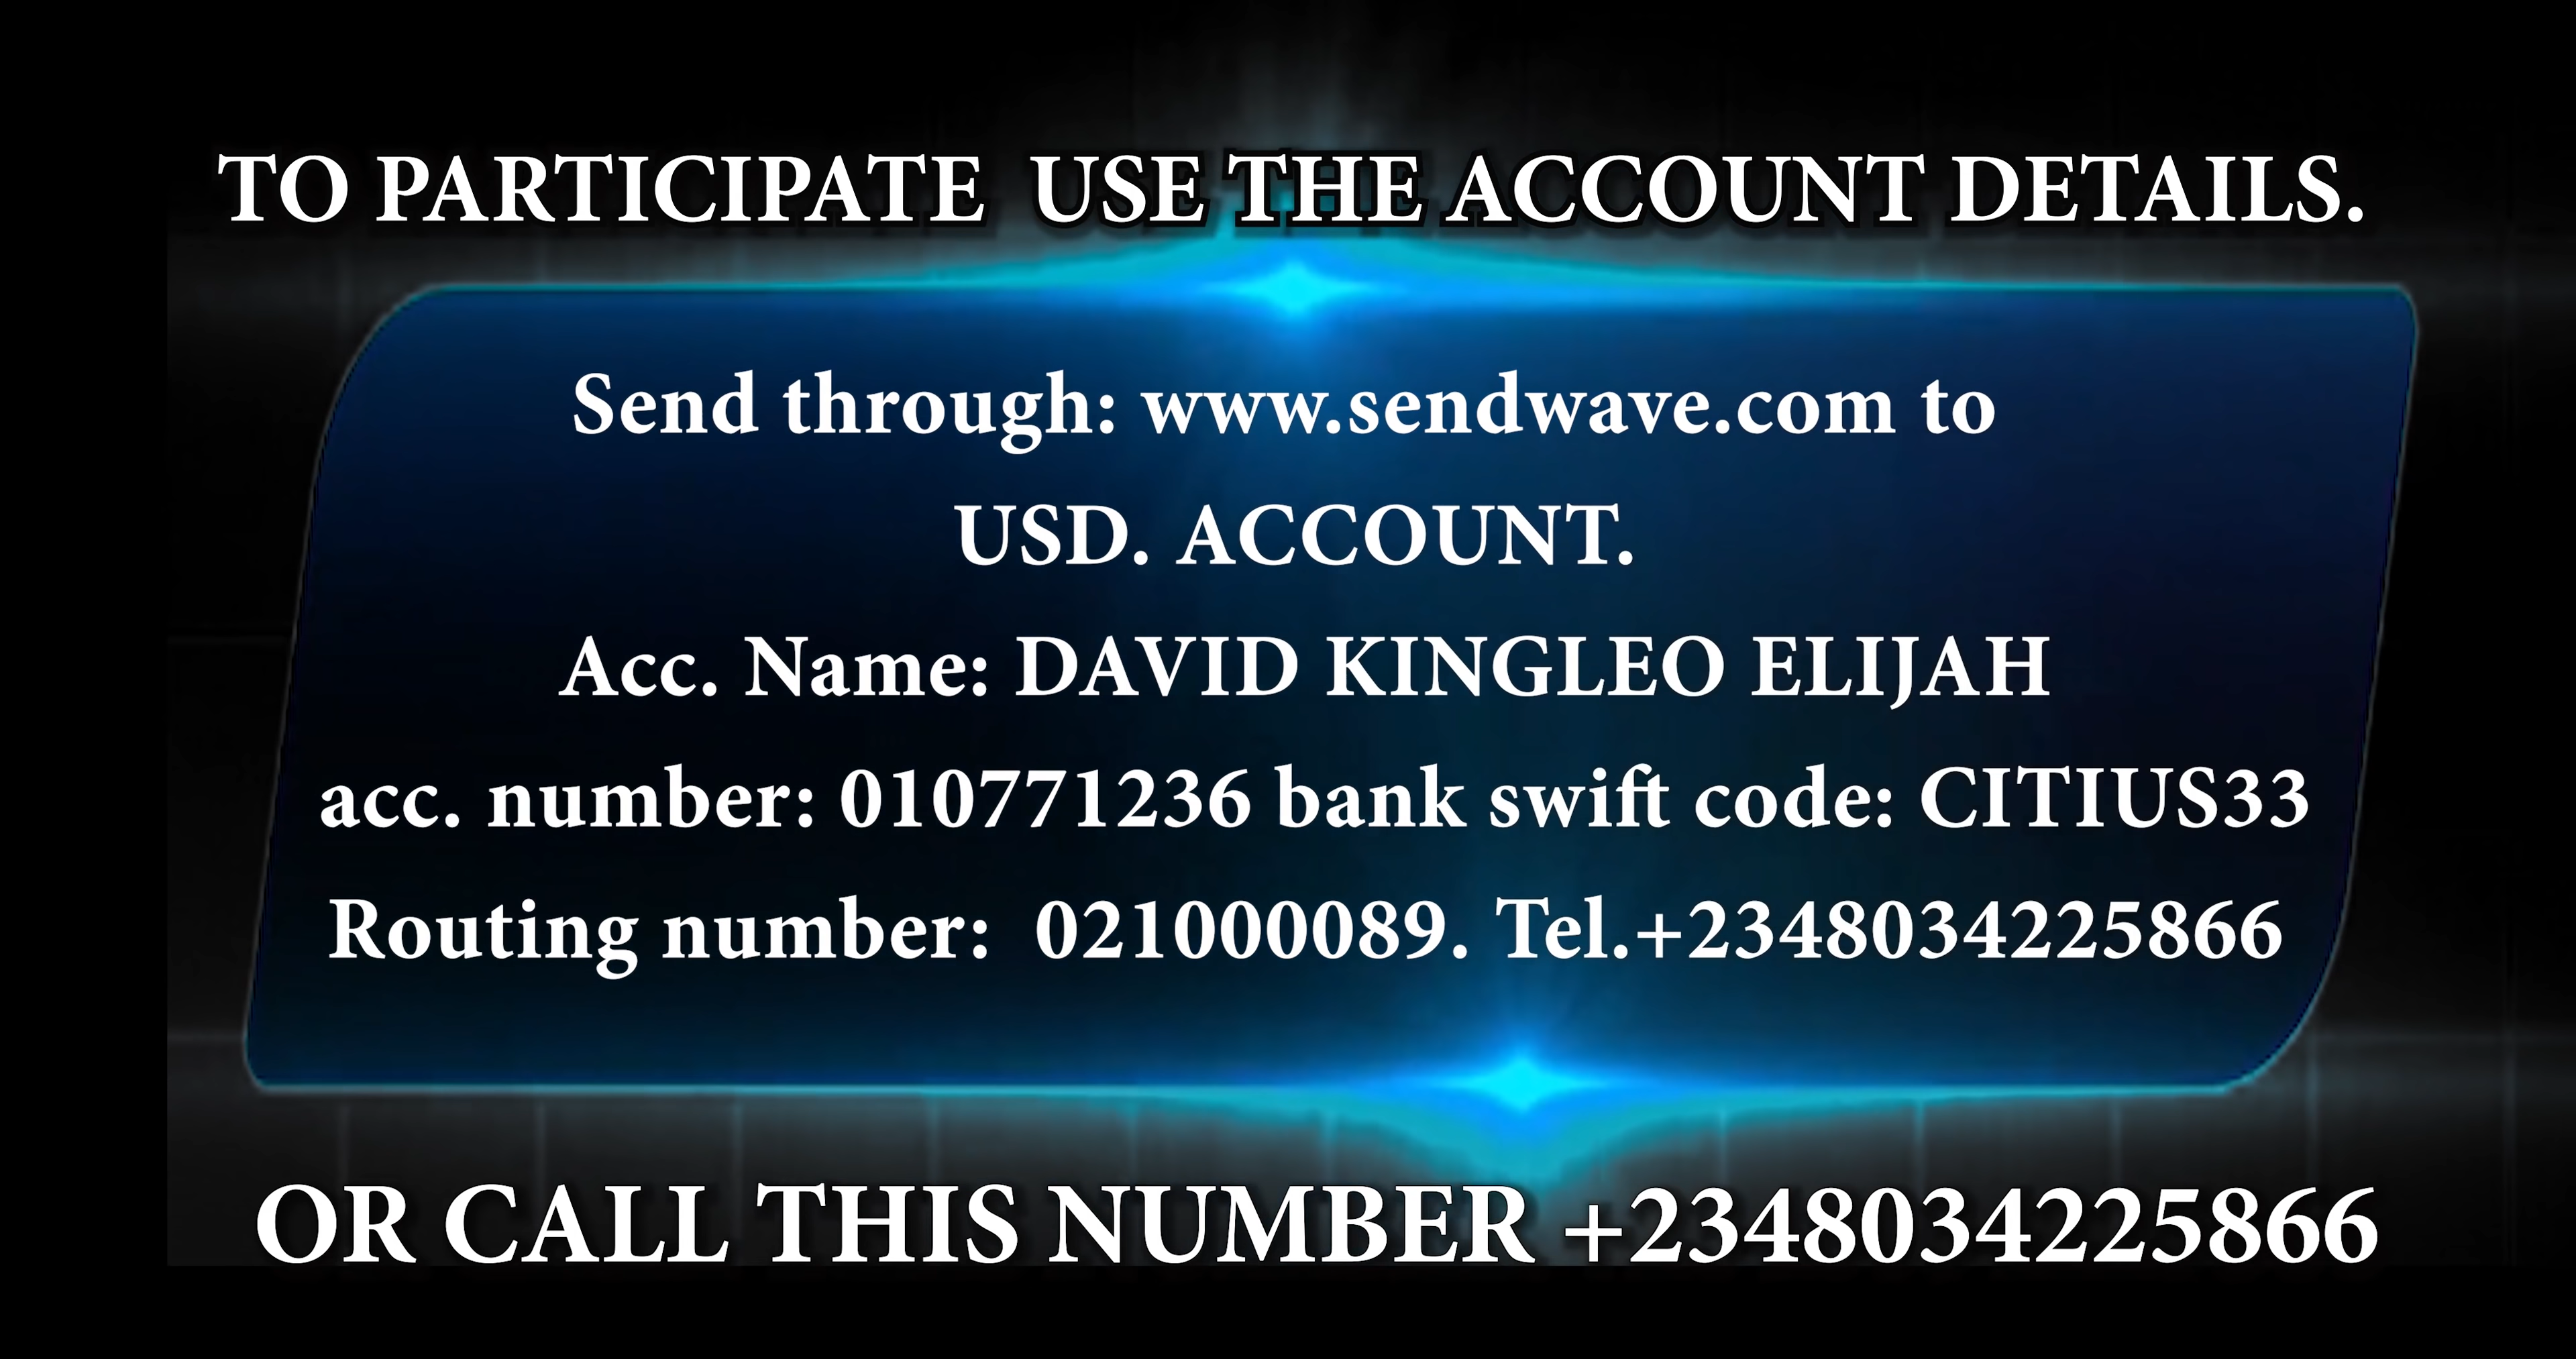 TO PARTICIPATE USE THE ACCOUNT DETAILS.
Send through: www.sendwave.com to
USD. ACCOUNT.
Acc. Name: DAVID KINGLEO ELIJAH
acc. number: 010771236 bank swift code: CITIUS33
Routing number: 021000089. Tel.+2348034225866
OR CALL THIS NUMBER +2348034225866